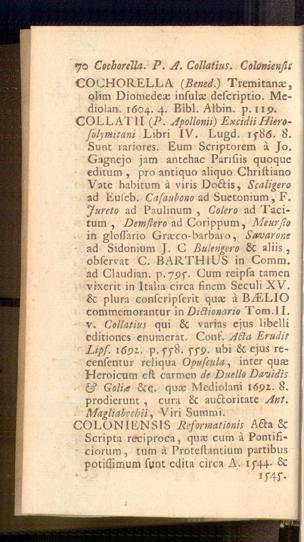 70 Cochorella. P. A. Collatius. Coloniensis
COCHORELLA (Bened.) Tremitanæ,
olim Diomedeæ insulæ descriptio. Me-
diolan. 1604. 4. Bibl. Albin. p. 119.
COLLATII (P. Apollonii) Excidii Hiero-
solymitani Libri IV. Lugd. 1586. 8.
Sunt rariores. Eum Scriptorem à Jo.
Gagnejo jam antehac Parisiis quoque
editum, pro antiquo aliquo Christiano
Vate habitum à viris Doctis, Scaligero
ad Euseb. Casaubono ad Suetonium, F.
Jureto ad Paulinum, Colero ad Taci-
tum, Demstero ad Corippum, Meursio
in glossario Græco-barbaro, Savarone
ad Sidonium J. C Bulengero & aliis,
observat C. BARTHIUS in Comm.
ad Claudian. p. 795. Cum reipsa tamen
vixerit in Italia circa finem Seculi XV.
& plura conscripserit quæ à BÆLIO
commemorantur in Dictionario Tom. II.
v. Collatius qui & varias ejus libelli
editiones enumerat. Conf. Acta Erudit
Lips. 1692. p. 558. 559. ubi & ejus re-
censentur reliqua Opuscula, inter quæ
Heroicum est carmen de Duello Davidis
& Goliæ &c. quæ Mediolani 1692. 8.
prodierunt, cura & auctoritate Ant.
Magliabechii, Viri Summi.
COLONIENSIS Reformationis Acta &
Scripta reciproca, quæ cum à Pontifi-
ciorum, tum à Protestantium partibus
potissimum sunt edita circa A. 1544. &
1545.